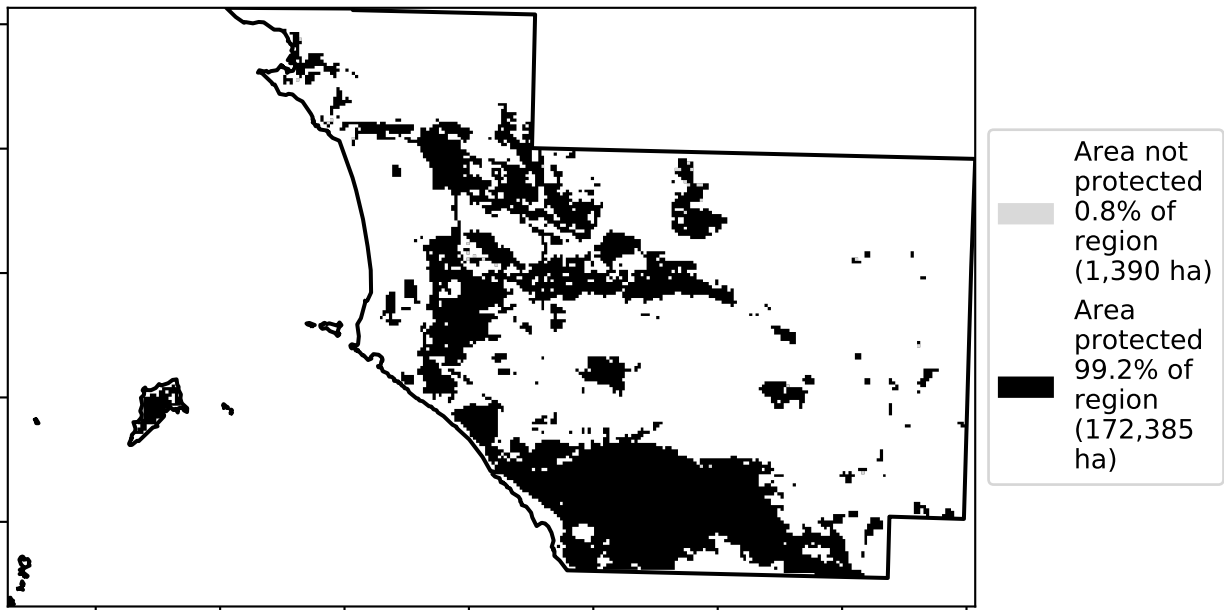 Area not
protected
0.8% of
region
(1,390 ha)
Area
protected
99.2% of
region
(172,385
ha)